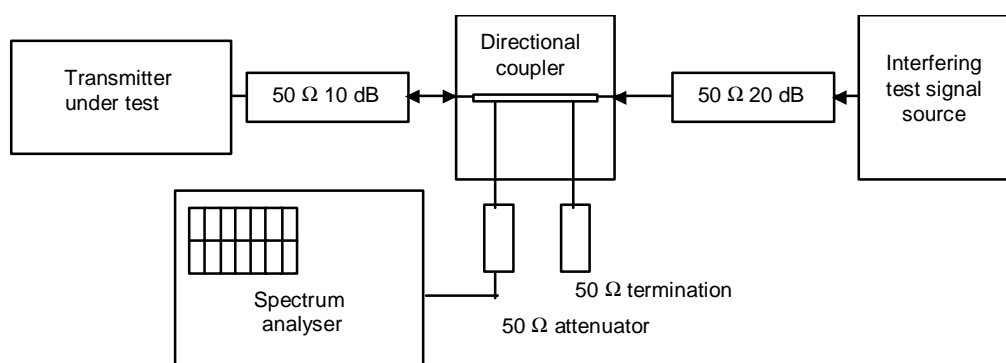 Transmitter
under test
50 Ω 10 dB
Directional
coupler
50 Ω 20 dB
Interfering
test signal
source
Spectrum
analyser
50 Ω termination
50 Ω attenuator